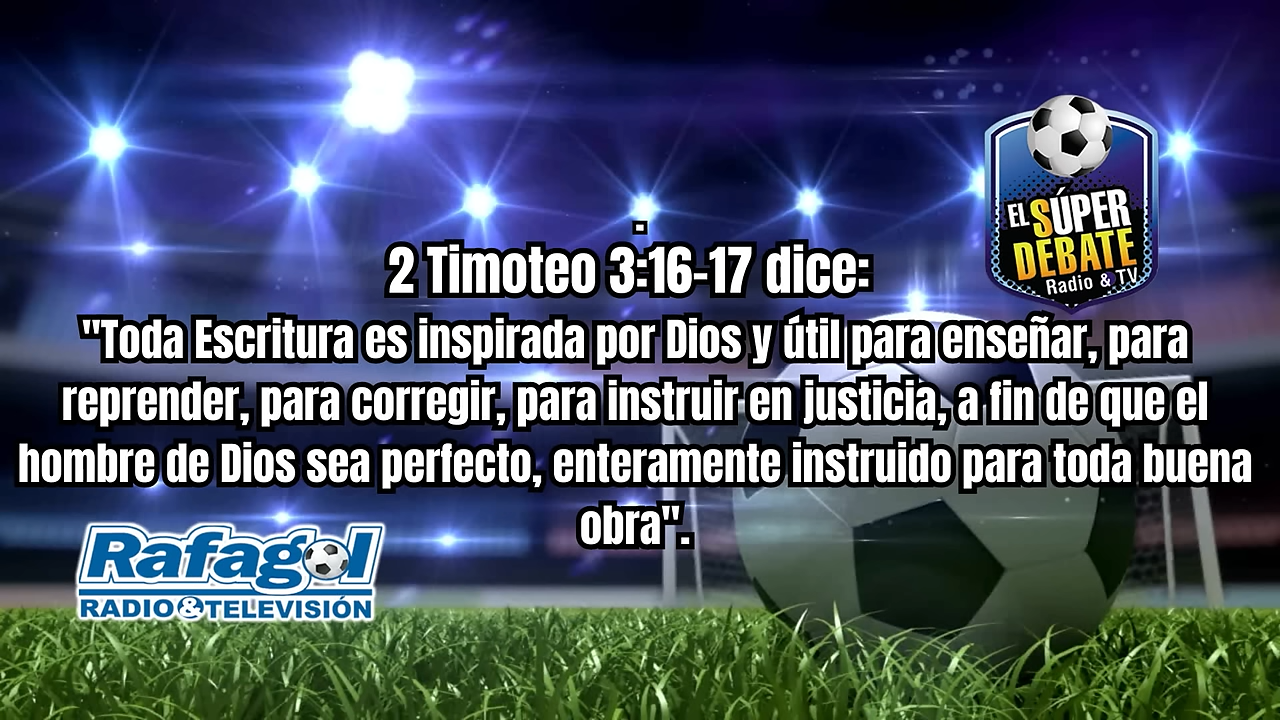 .
2 Timoteo 3:16-17 dice:
"Toda Escritura es inspirada por Dios y útil para enseñar, para
reprender, para corregir, para instruir en justicia, a fin de que el
hombre de Dios sea perfecto, enteramente instruido para toda buena
obra".
EL SÚPER
DEBATE
Radio & TV
Rafagol
RADIO&TELEVISIÓN